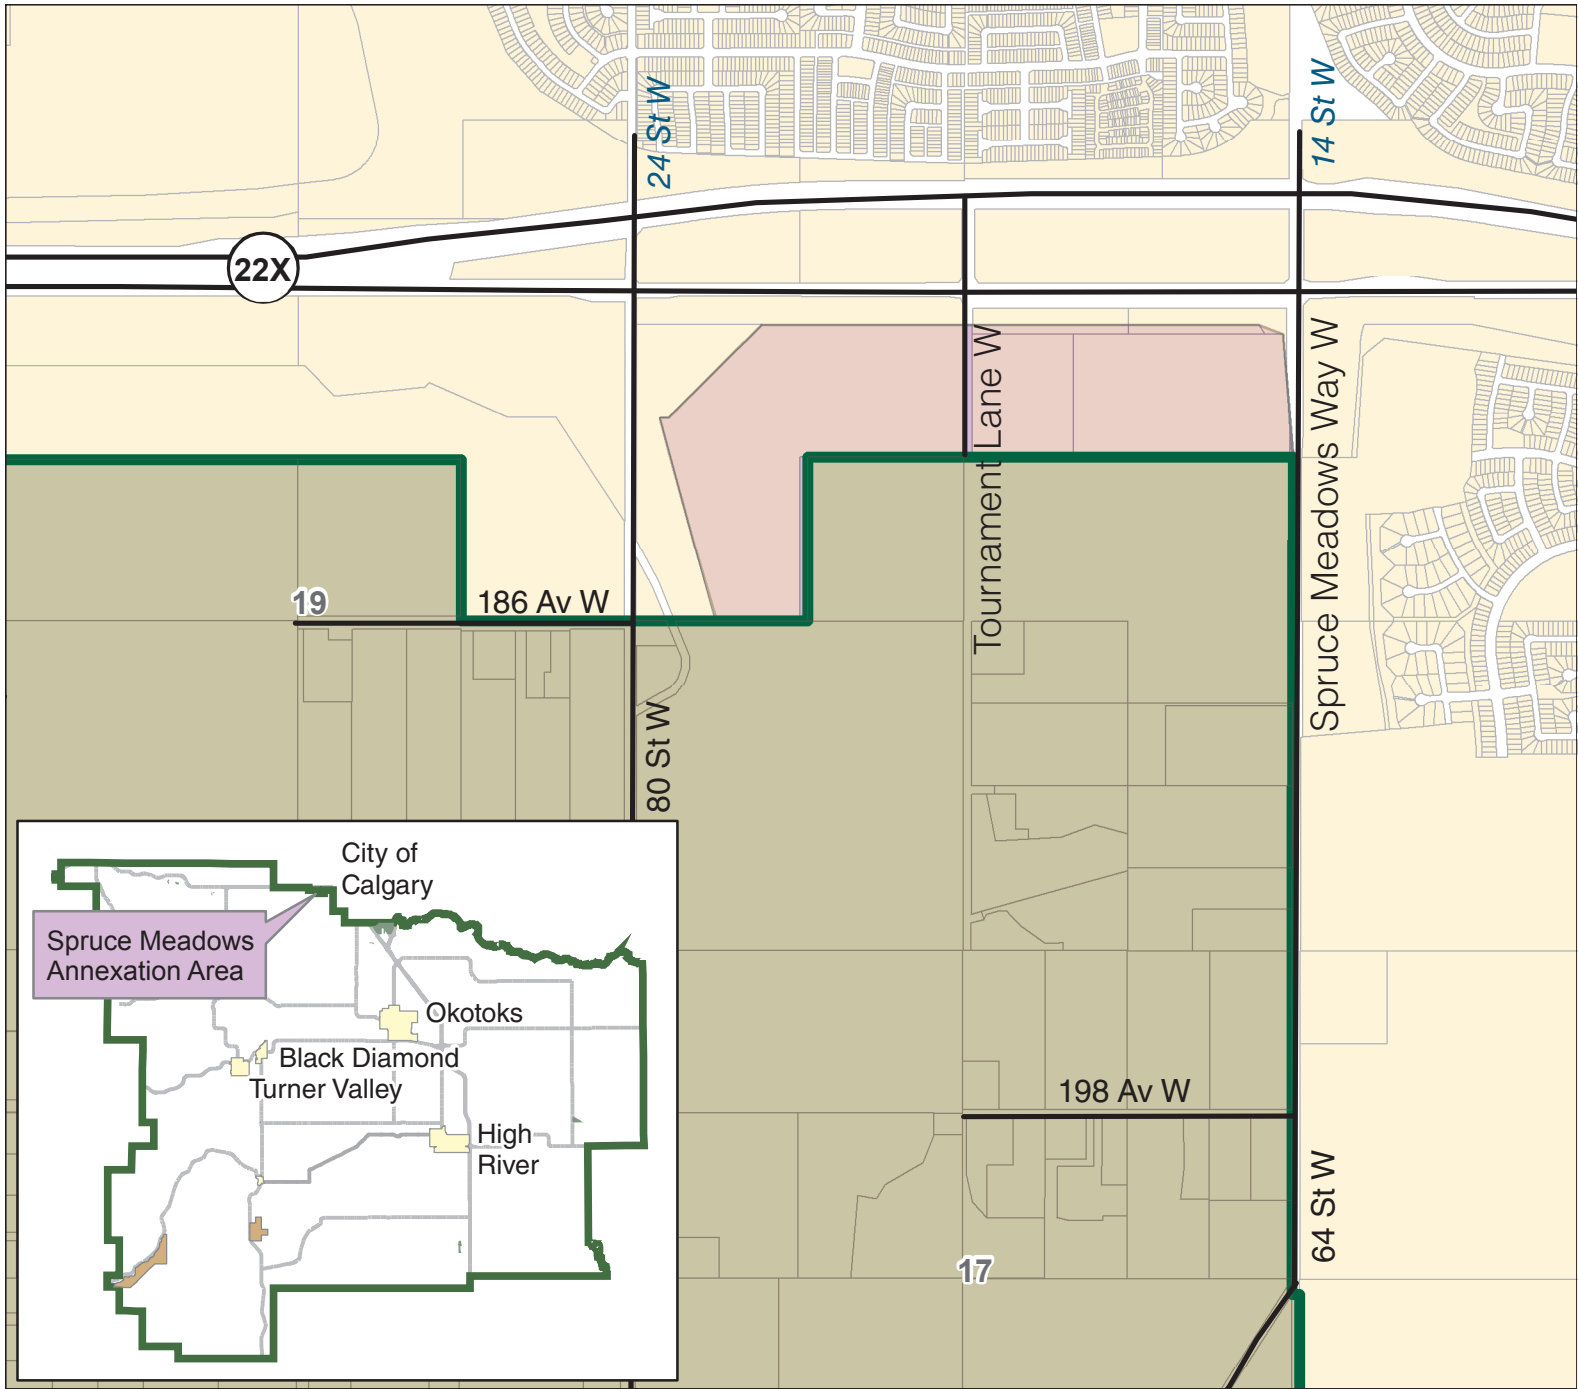 24 St W
14 St W
22X
Tournament Lane W
Spruce Meadows Way W
19
186 Av W
80 St W
City of
Calgary
Spruce Meadows
Annexation Area
Okotoks
Black Diamond
Turner Valley
High
River
198 Av W
64 St W
17